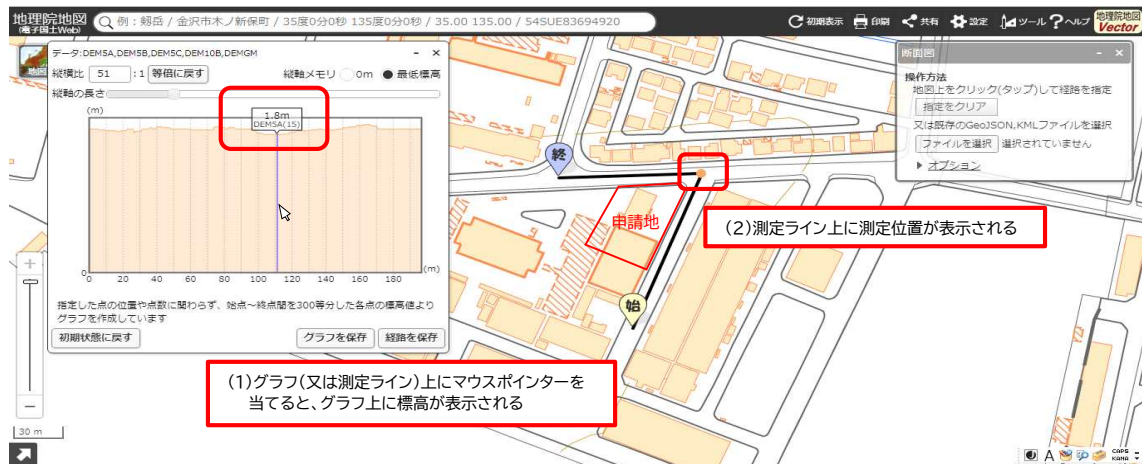 地理院地図
(電子国土Web)
例：剱岳 / 金沢市木ノ新保町 / 35度0分0秒 135度0分0秒 / 35.00 135.00 / 54SUE83694920
初期表示 印刷 共有 設定 ツール ヘルプ
地理院地図
Vector
地図
データ:DEM5A,DEM5B,DEM5C,DEM10B,DEMGM - ×
縦横比 51 :1 等倍に戻す 縦軸メモリ 0m 最低標高
縦軸の長さ
(m)
1.8m
DEM5A(15)
0
0 20 40 60 80 100 120 140 160 180 (m)
指定した点の位置や点数に関わらず、始点～終点間を300等分した各点の標高値より
グラフを作成しています
初期状態に戻す グラフを保存 経路を保存
断面図 - ×
操作方法
地図上をクリック(タップ)して経路を指定
指定をクリア
又は既存のGeoJSON,KMLファイルを選択
ファイルを選択 選択されていません
▶ オプション
終
申請地
始
(2)測定ライン上に測定位置が表示される
(1)グラフ(又は測定ライン)上にマウスポインターを
当てると、グラフ上に標高が表示される
+
−
30 m
A
CAPS
KANA